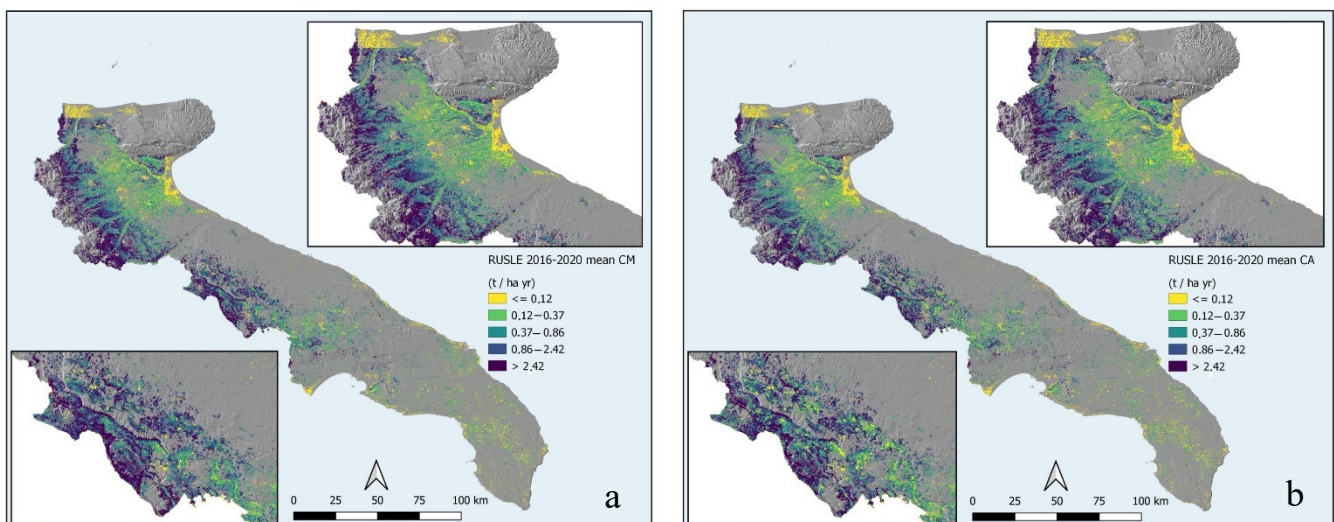 RUSLE 2016-2020 mean CM
(t / ha yr)
<= 0.12
0.12–0.37
0.37–0.86
0.86–2.42
> 2.42
0 25 50 75 100 km
a
RUSLE 2016-2020 mean CA
(t / ha yr)
<= 0.12
0.12–0.37
0.37–0.86
0.86–2.42
> 2.42
0 25 50 75 100 km
b